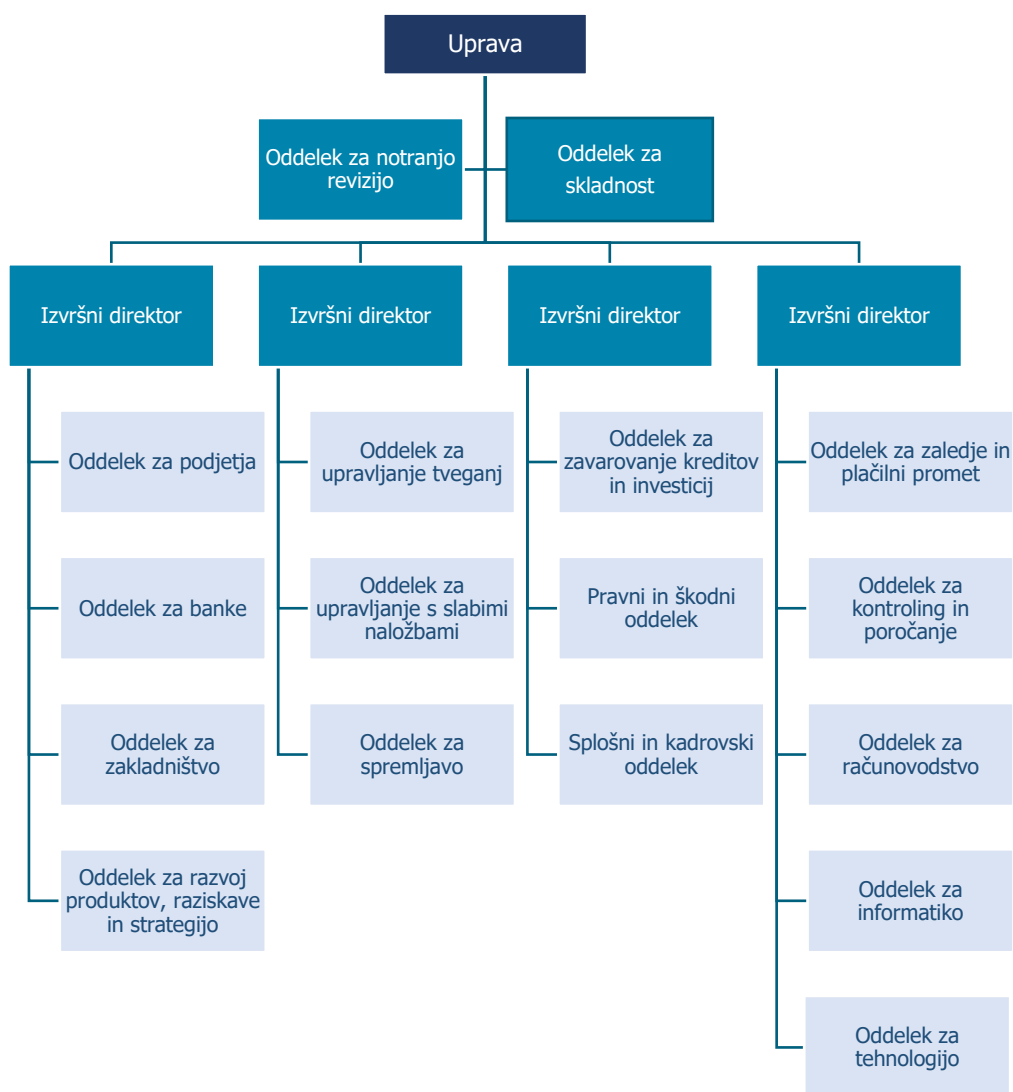 Uprava
Oddelek za notranjo
revizijo
Oddelek za
skladnost
Izvršni direktor
Izvršni direktor
Izvršni direktor
Izvršni direktor
Oddelek za podjetja
Oddelek za
upravljanje tveganj
Oddelek za
zavarovanje kreditov
in investicij
Oddelek za zaledje in
plačilni promet
Oddelek za banke
Oddelek za
upravljanje s slabimi
naložbami
Pravni in škodni
oddelek
Oddelek za
kontroling in
poročanje
Oddelek za
zakladništvo
Oddelek za
spremljavo
Splošni in kadrovski
oddelek
Oddelek za
računovodstvo
Oddelek za razvoj
produktov, raziskave
in strategijo
Oddelek za
informatiko
Oddelek za
tehnologijo